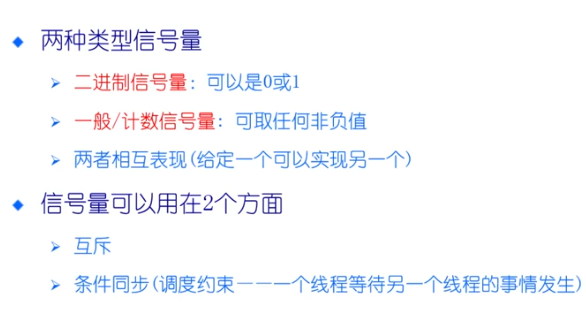 两种类型信号量
二进制信号量: 可以是0或1
一般/计数信号量: 可取任何非负值
两者相互表现(给定一个可以实现另一个)
信号量可以用在2个方面
互斥
条件同步(调度约束——一个线程等待另一个线程的事情发生)